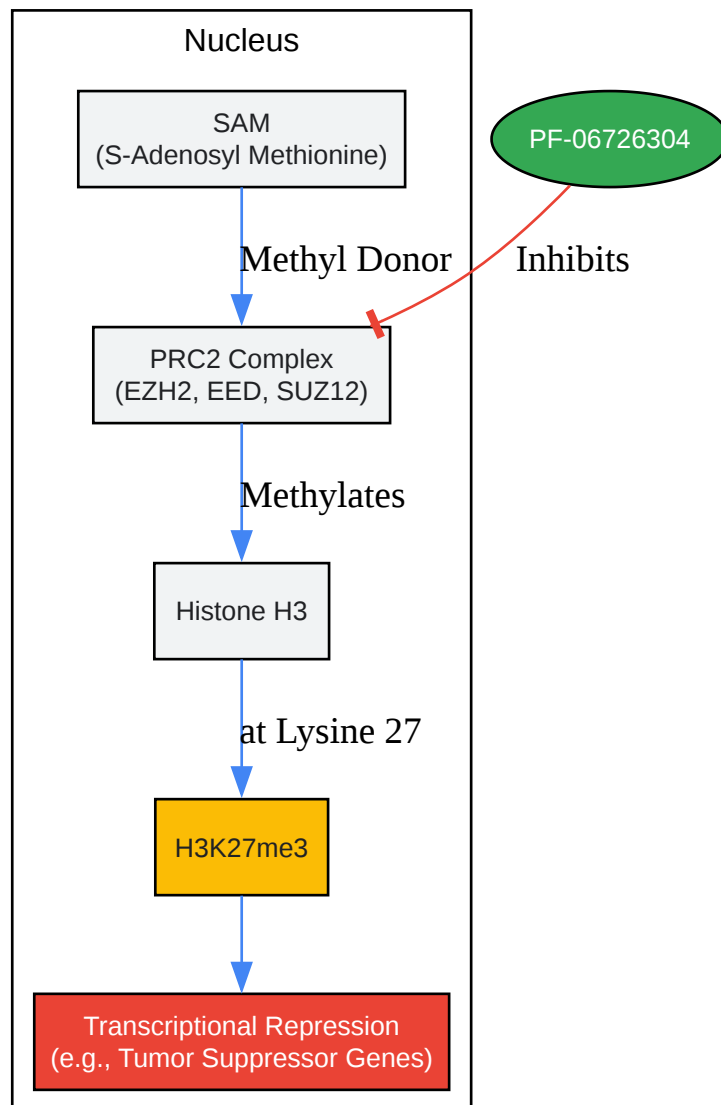 Nucleus
SAM
(S-Adenosyl Methionine)
PF-06726304
Methyl Donor
Inhibits
PRC2 Complex
(EZH2, EED, SUZ12)
Methylates
Histone H3
at Lysine 27
H3K27me3
Transcriptional Repression
(e.g., Tumor Suppressor Genes)